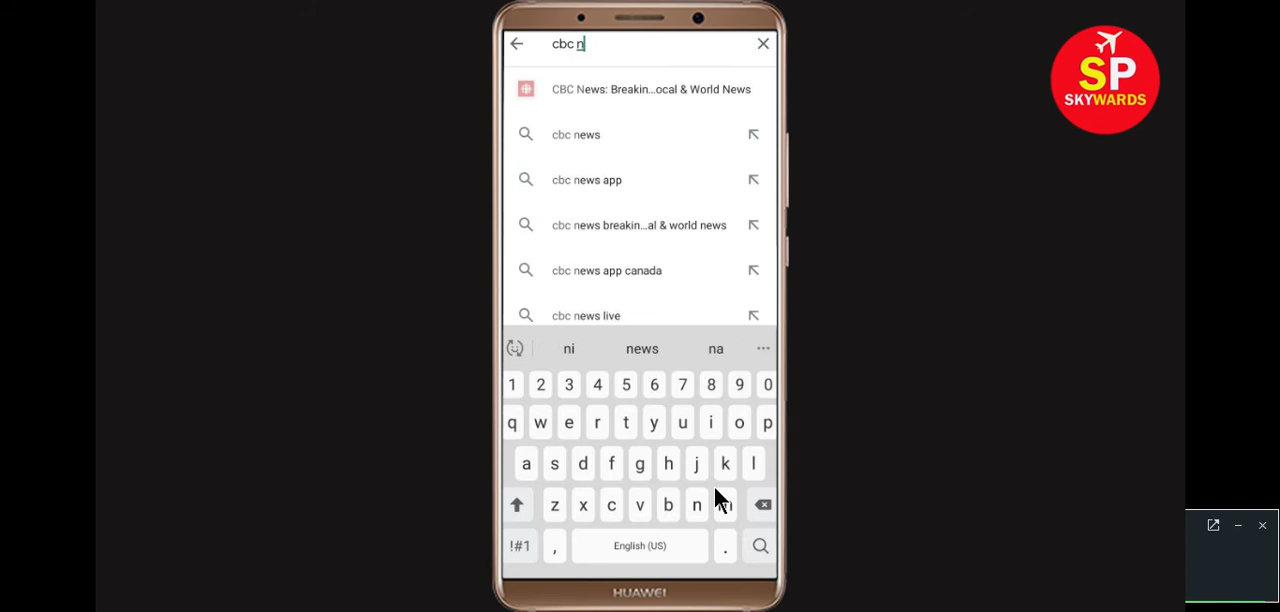 cbc n
CBC News: Breakin...ocal & World News
cbc news
cbc news app
cbc news breakin...al & world news
cbc news app canada
cbc news live
ni news na
1 2 3 4 5 6 7 8 9 0
q w e r t y u i o p
a s d f g h j k l
z x c v b n m
!#1 , English (US) .
HUAWEI
SP
SKYWARDS